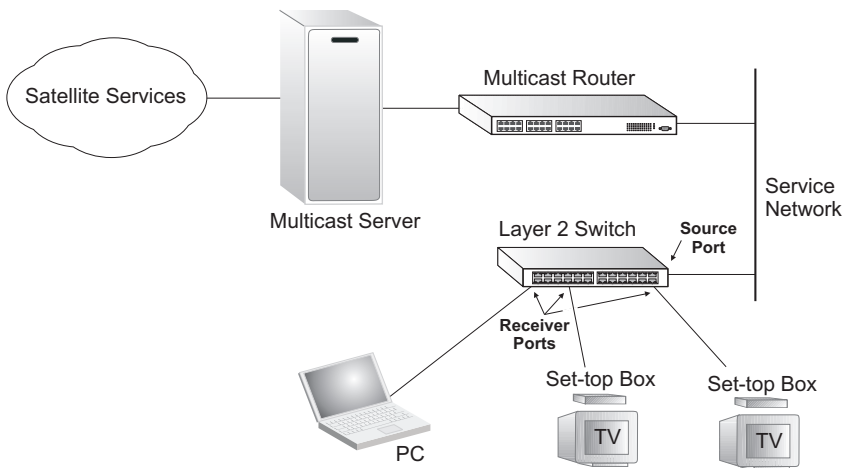 Satellite Services
Multicast Router
Multicast Server
Service
Network
Layer 2 Switch
Source
Port
Receiver
Ports
PC
Set-top Box
TV
Set-top Box
TV